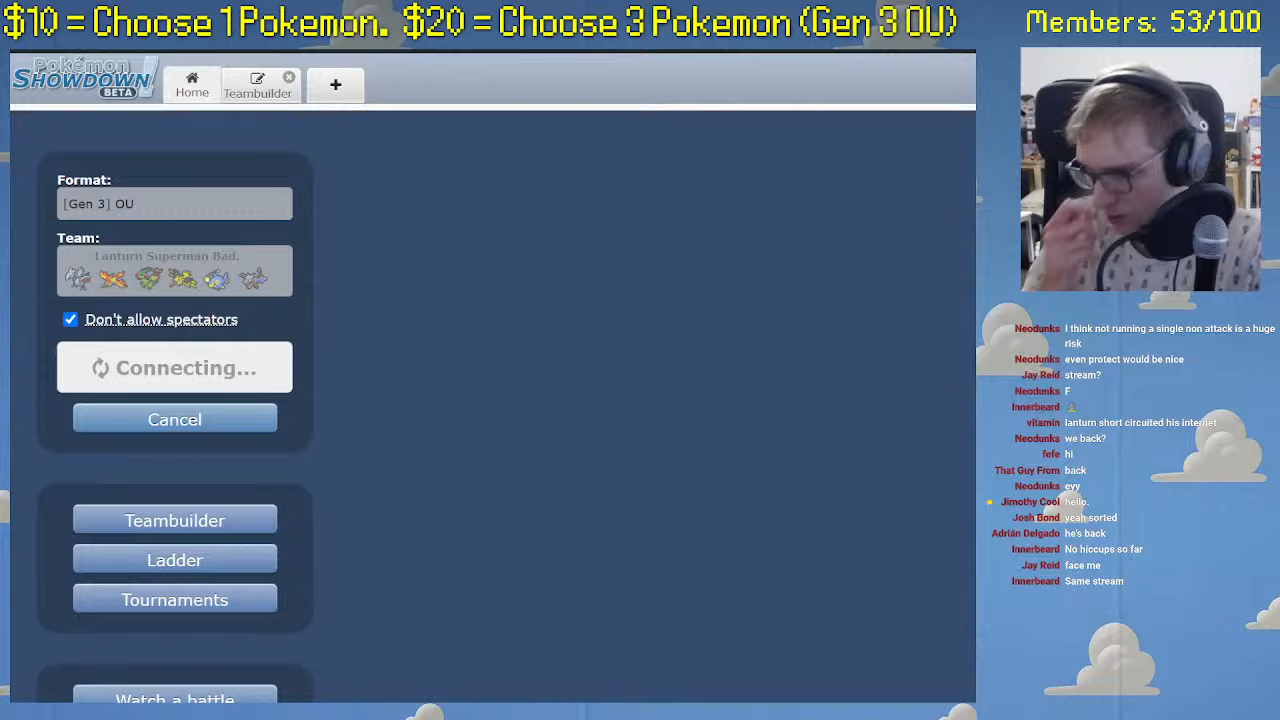 $10 = Choose 1 Pokemon. $20 = Choose 3 Pokemon (Gen 3 OU)
Members: 53/100
Pokémon
SHOWDOWN!
BETA
Home
Teambuilder
+
Format:
[Gen 3] OU
Team:
Lanturn Superman Bad.
Don't allow spectators
Connecting...
Cancel
Teambuilder
Ladder
Tournaments
Watch a battle
Neodunks I think not running a single non attack is a huge
risk
Neodunks even protect would be nice
Jay Reid stream?
Neodunks F
Innerbeard
vitamin lanturn short circuited his internet
Neodunks we back?
fefe hi
That Guy From back
Neodunks eyy
Jimothy Cool hello.
Josh Bond yeah sorted
Adrián Delgado he's back
Innerbeard No hiccups so far
Jay Reid face me
Innerbeard Same stream